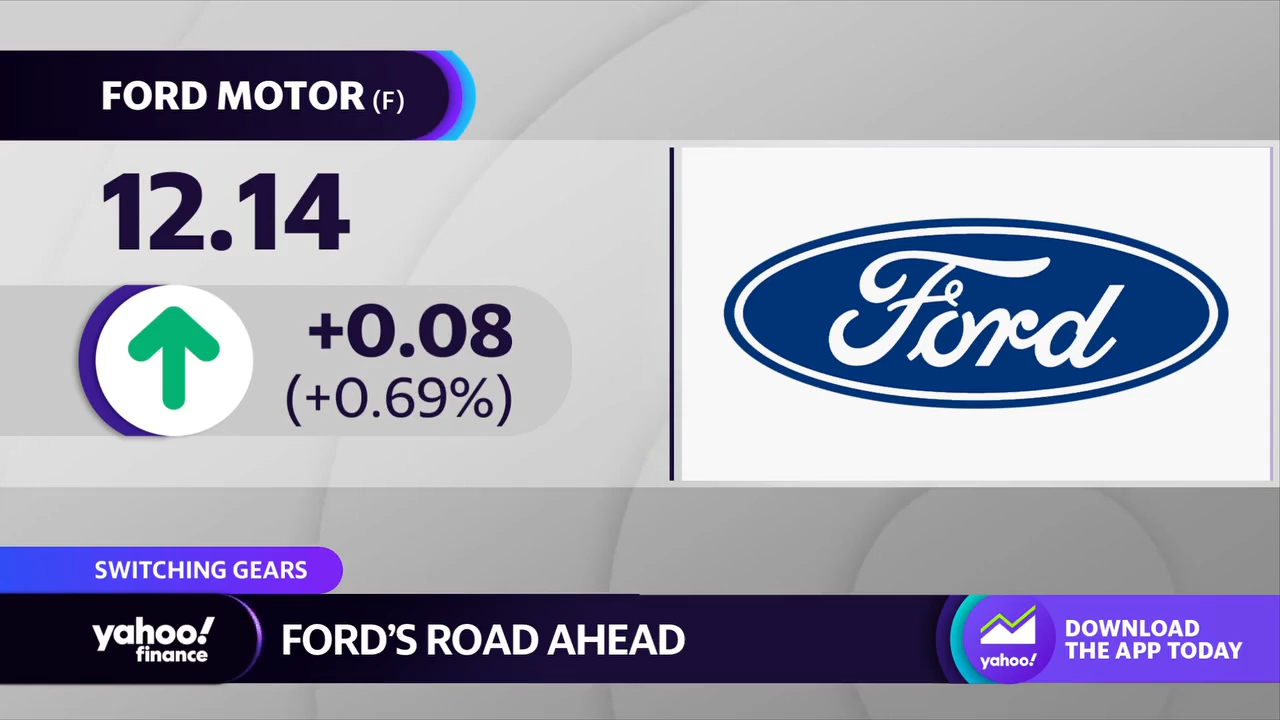 FORD MOTOR (F)
12.14
+0.08
(+0.69%)
Ford
SWITCHING GEARS
yahoo!
finance
FORD’S ROAD AHEAD
yahoo!
DOWNLOAD
THE APP TODAY